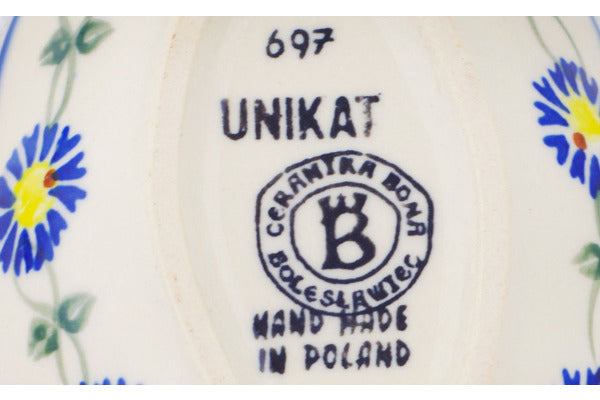 697
UNIKAT
CERAMIKA BONA
B
BOLESŁAWIEC
HAND MADE
IN POLAND